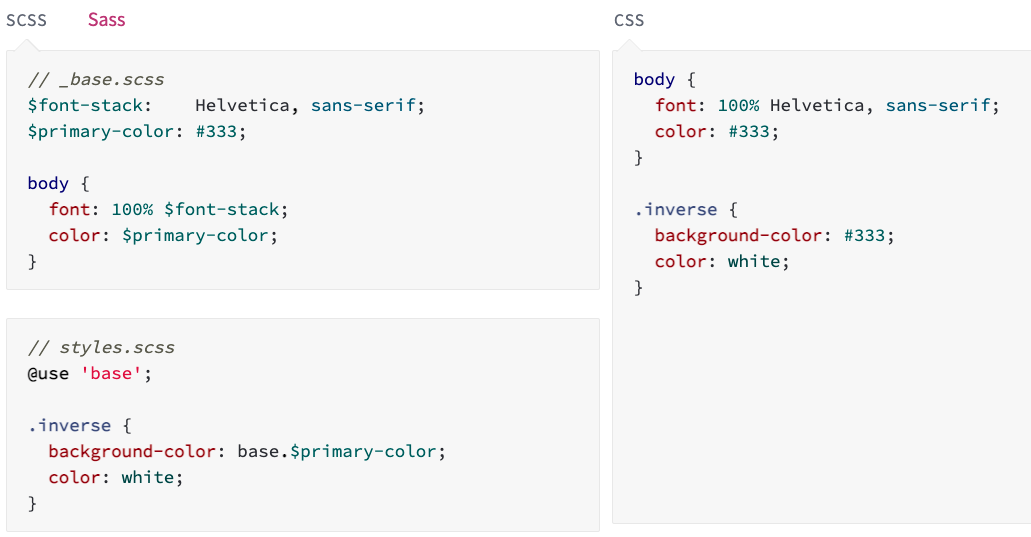 SCSS Sass
// _base.scss
$font-stack:    Helvetica, sans-serif;
$primary-color: #333;

body {
  font: 100% $font-stack;
  color: $primary-color;
}

// styles.scss
@use 'base';

.inverse {
  background-color: base.$primary-color;
  color: white;
}

CSS
body {
  font: 100% Helvetica, sans-serif;
  color: #333;
}

.inverse {
  background-color: #333;
  color: white;
}